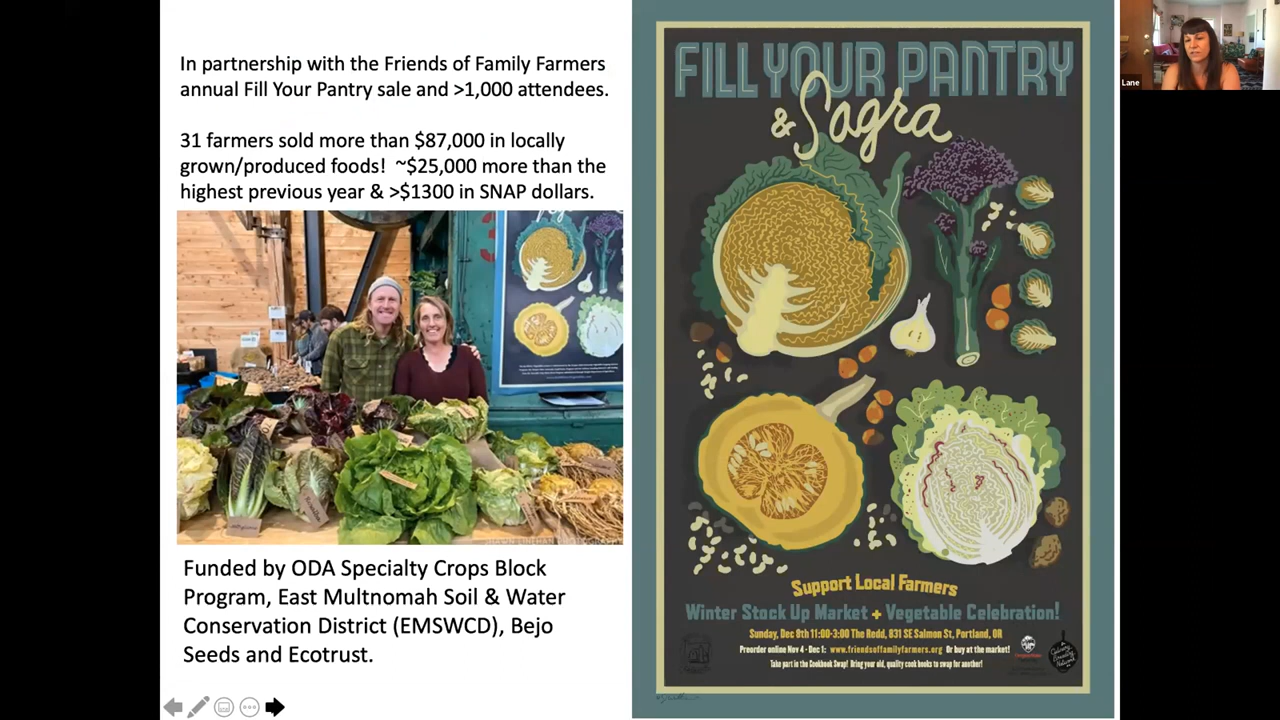 In partnership with the Friends of Family Farmers
annual Fill Your Pantry sale and >1,000 attendees.
31 farmers sold more than $87,000 in locally
grown/produced foods!  ~$25,000 more than the
highest previous year & >$1300 in SNAP dollars.
Funded by ODA Specialty Crops Block
Program, East Multnomah Soil & Water
Conservation District (EMSWCD), Bejo
Seeds and Ecotrust.
FILL YOUR PANTRY
& Sagra
Support Local Farmers
Winter Stock Up Market + Vegetable Celebration!
Sunday, Dec 8th 11:00-3:00 The Redd, 831 SE Salmon St, Portland, OR
Preorder online Nov 4 - Dec 1: www.friendsoffamilyfarmers.org Or buy at the market!
Take part in the Cookbook Swap! Bring your old, quality cook books to swap for another!
Culinary Breeding Network
Lane